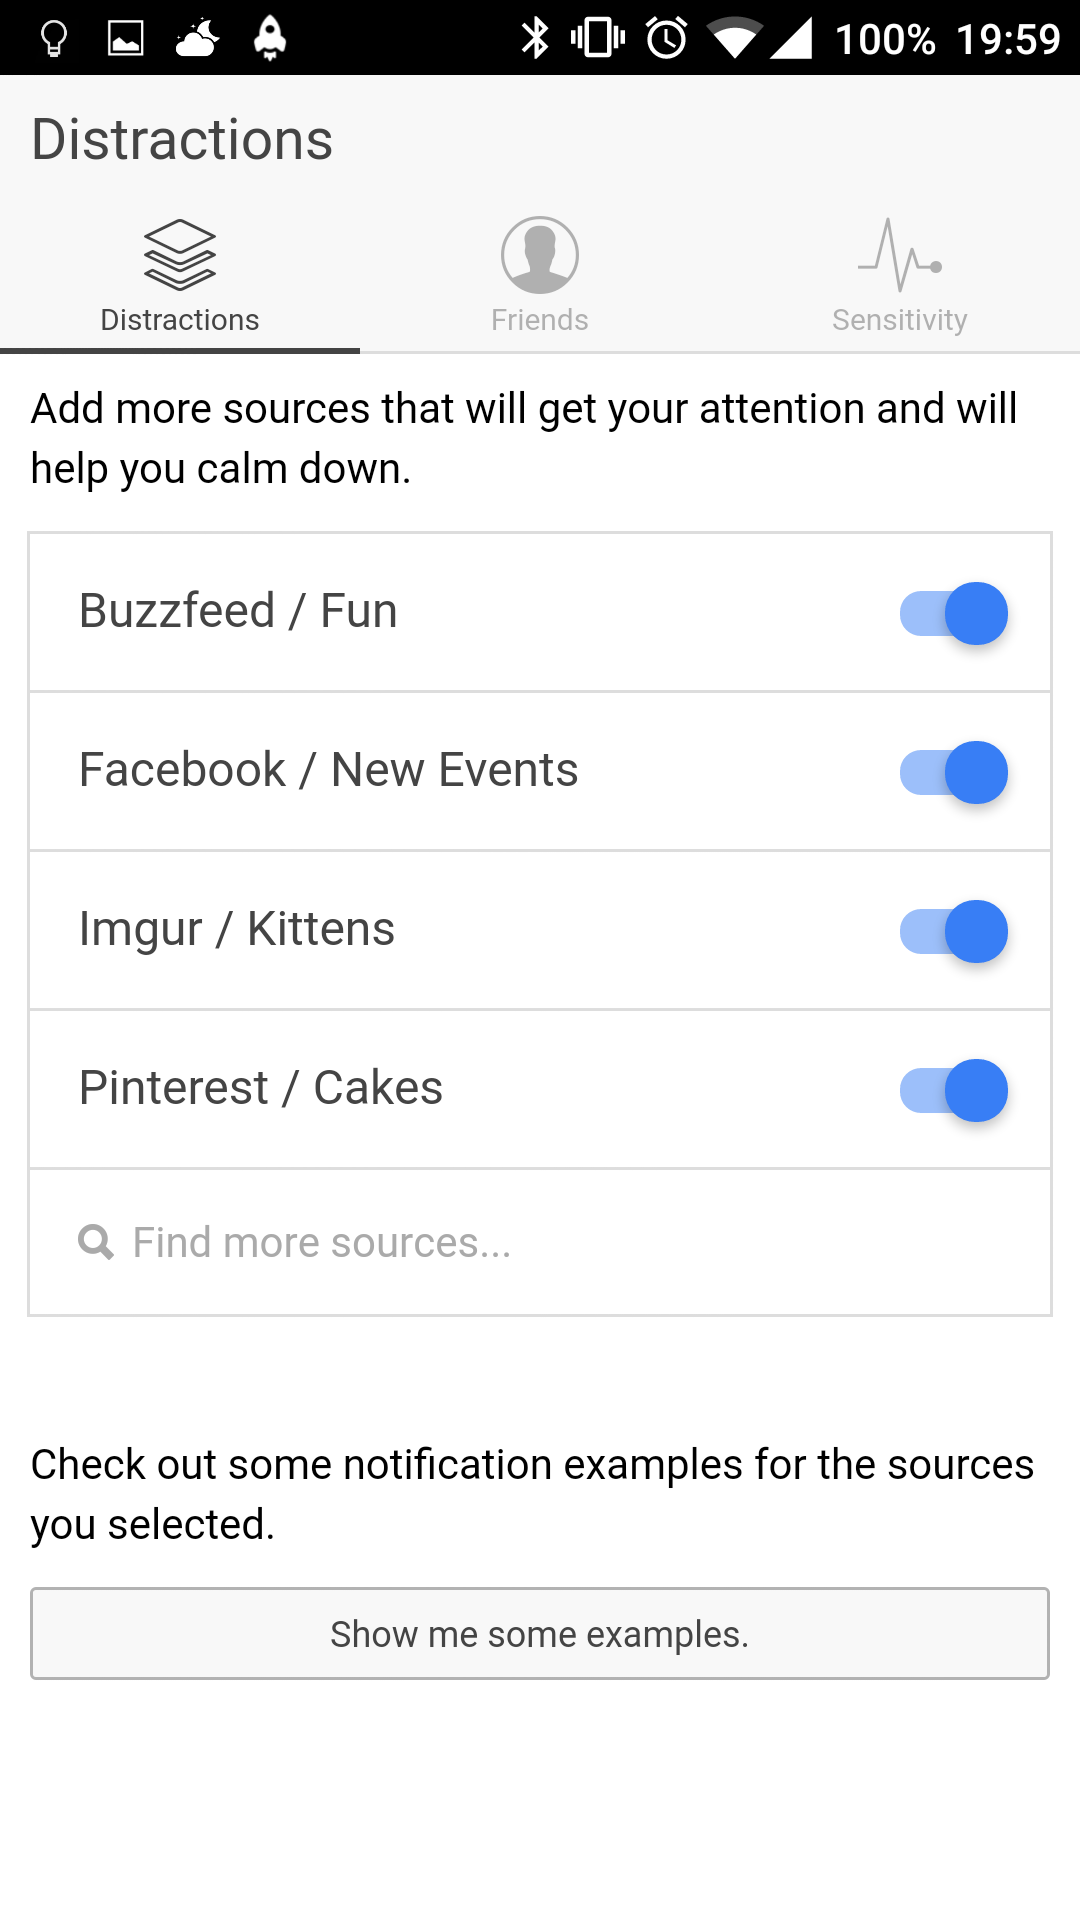 100% 19:59
Distractions
Distractions Friends Sensitivity
Add more sources that will get your attention and will
help you calm down.
Buzzfeed / Fun
Facebook / New Events
Imgur / Kittens
Pinterest / Cakes
Find more sources...
Check out some notification examples for the sources
you selected.
Show me some examples.